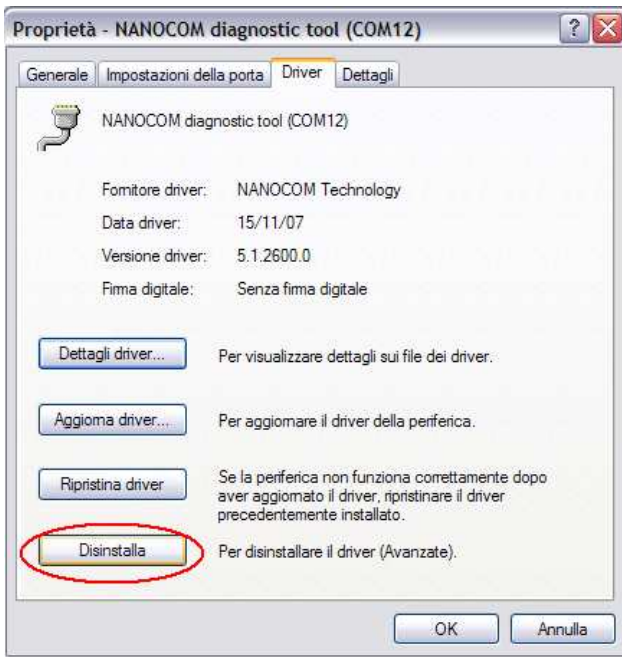 Proprietà - NANOCOM diagnostic tool (COM12)
Generale Impostazioni della porta Driver Dettagli
NANOCOM diagnostic tool (COM12)
Fornitore driver: NANOCOM Technology
Data driver: 15/11/07
Versione driver: 5.1.2600.0
Firma digitale: Senza firma digitale
Dettagli driver... Per visualizzare dettagli sui file dei driver.
Aggiorna driver... Per aggiornare il driver della periferica.
Ripristina driver Se la periferica non funziona correttamente dopo
aver aggiornato il driver, ripristinare il driver
precedentemente installato.
Disinstalla Per disinstallare il driver (Avanzate).
OK Annulla